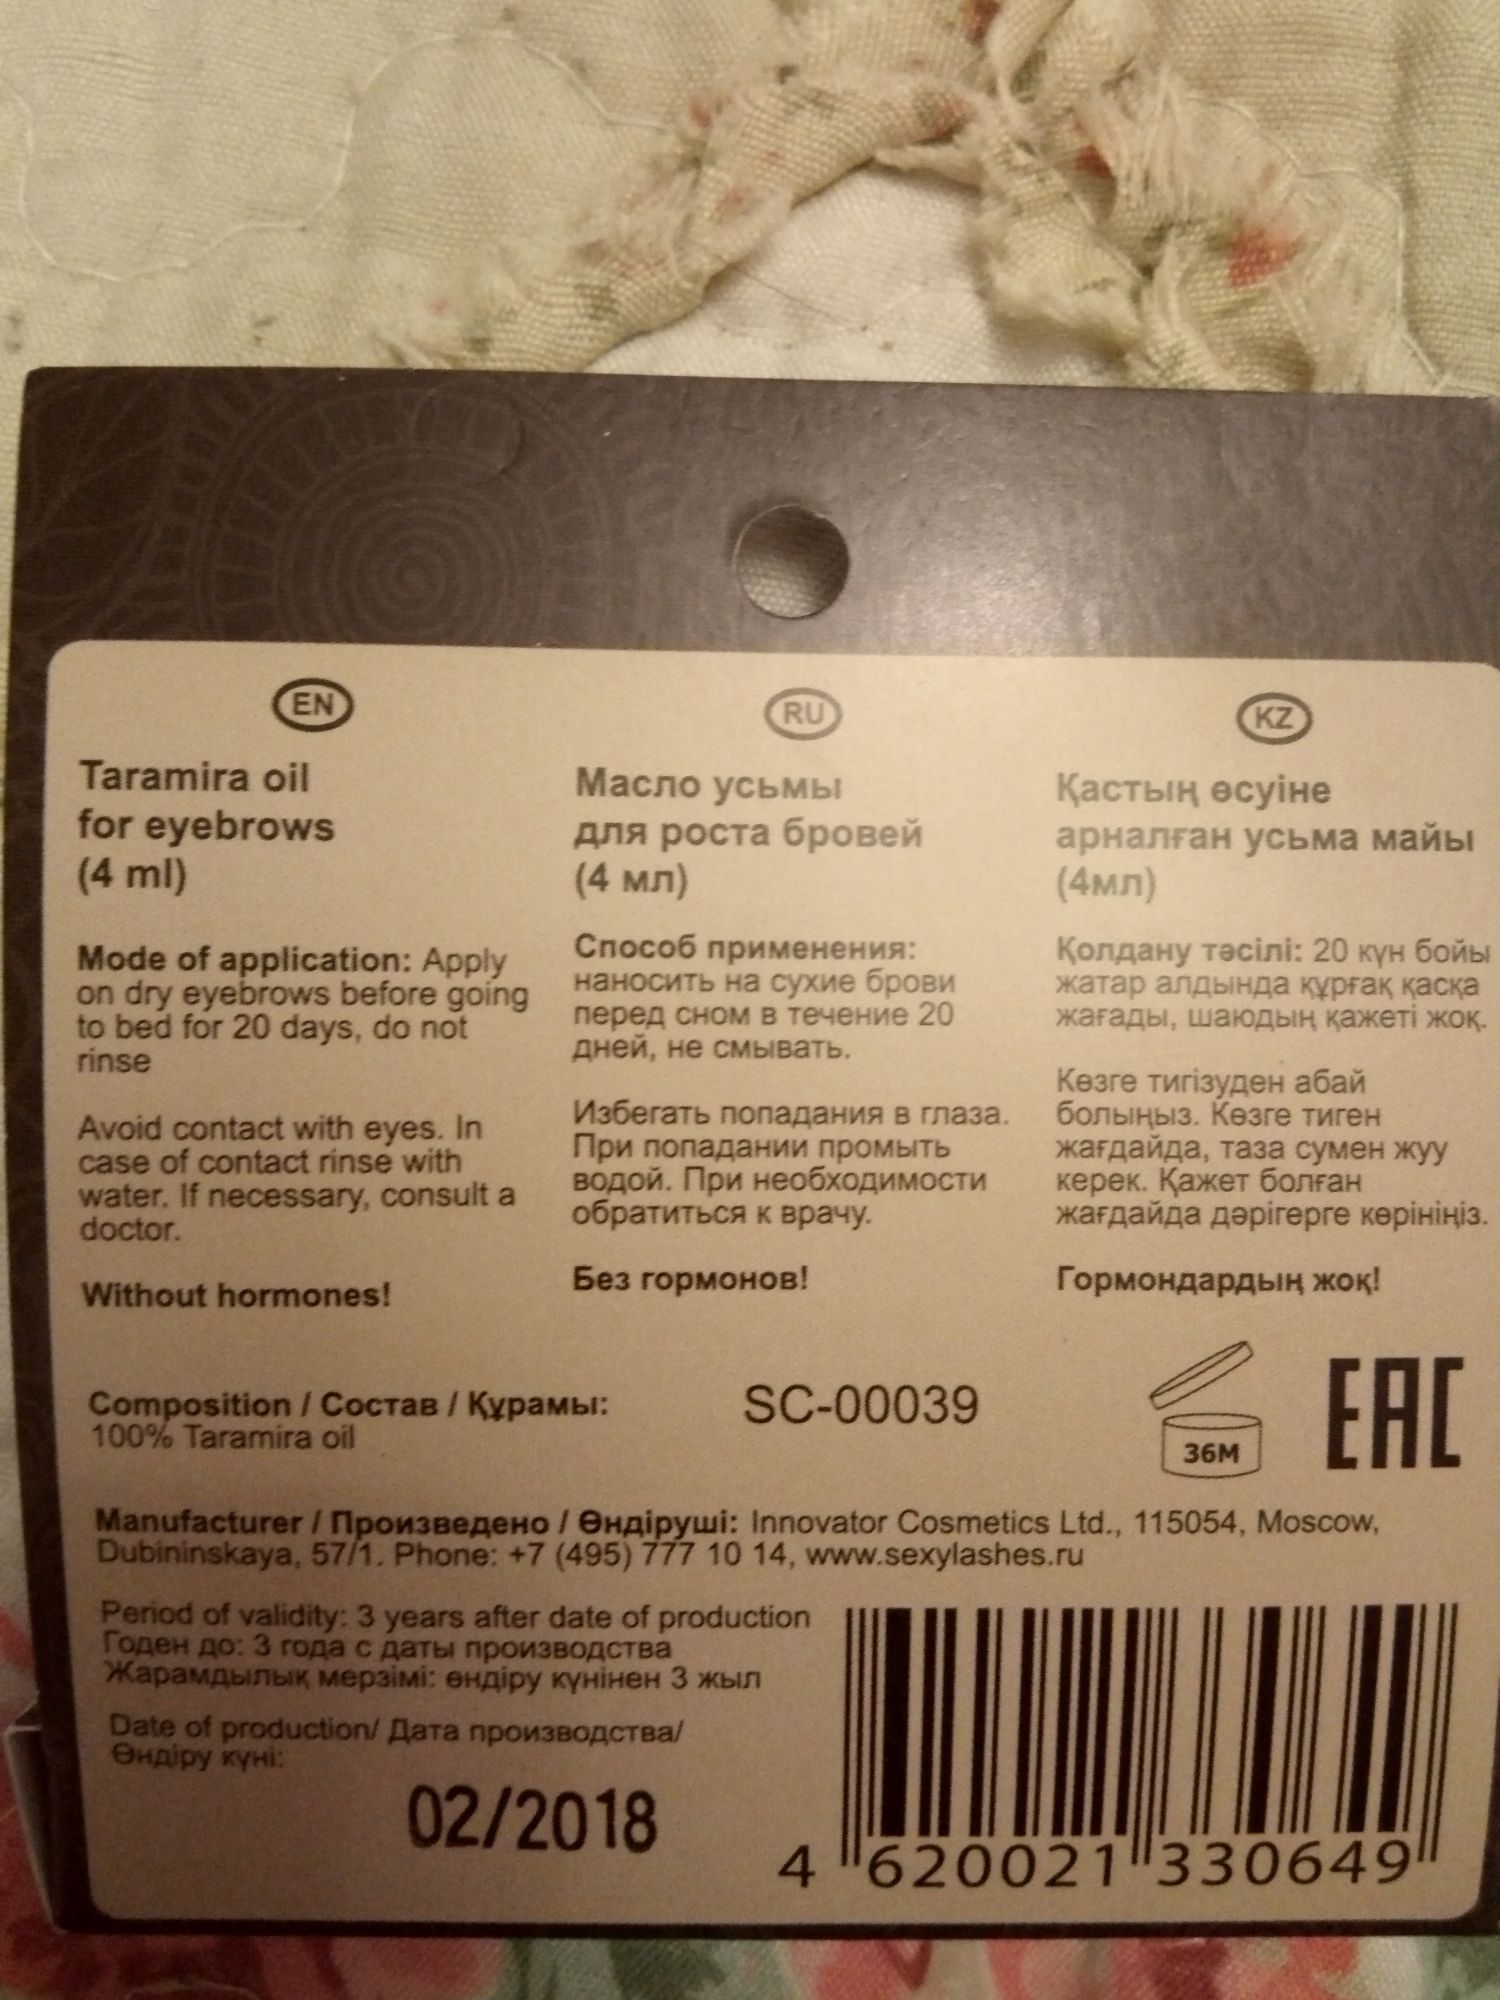 EN
Taramira oil
for eyebrows
(4 ml)
Mode of application: Apply
on dry eyebrows before going
to bed for 20 days, do not
rinse
Avoid contact with eyes. In
case of contact rinse with
water. If necessary, consult a
doctor.
Without hormones!
RU
Масло усьмы
для роста бровей
(4 мл)
Способ применения:
наносить на сухие брови
перед сном в течение 20
дней, не смывать.
Избегать попадания в глаза.
При попадании промыть
водой. При необходимости
обратиться к врачу.
Без гормонов!
KZ
Қастың өсуіне
арналған усьма майы
(4мл)
Қолдану тәсілі: 20 күн бойы
жатар алдында құрғақ қасқа
жағады, шаюдың қажеті жоқ.
Көзге тигізуден абай
болыңыз. Көзге тиген
жағдайда, таза сумен жуу
керек. Қажет болған
жағдайда дәрігерге көрініңіз.
Гормондардың жоқ!
Composition / Состав / Құрамы:
100% Taramira oil
SC-00039
36M
EAC
Manufacturer / Произведено / Өндіруші: Innovator Cosmetics Ltd., 115054, Moscow,
Dubininskaya, 57/1. Phone: +7 (495) 777 10 14, www.sexylashes.ru
Period of validity: 3 years after date of production
Годен до: 3 года с даты производства
Жарамдылық мерзімі: өндіру күнінен 3 жыл
Date of production/ Дата производства/
Өндіру күні:
02/2018
4 620021 330649